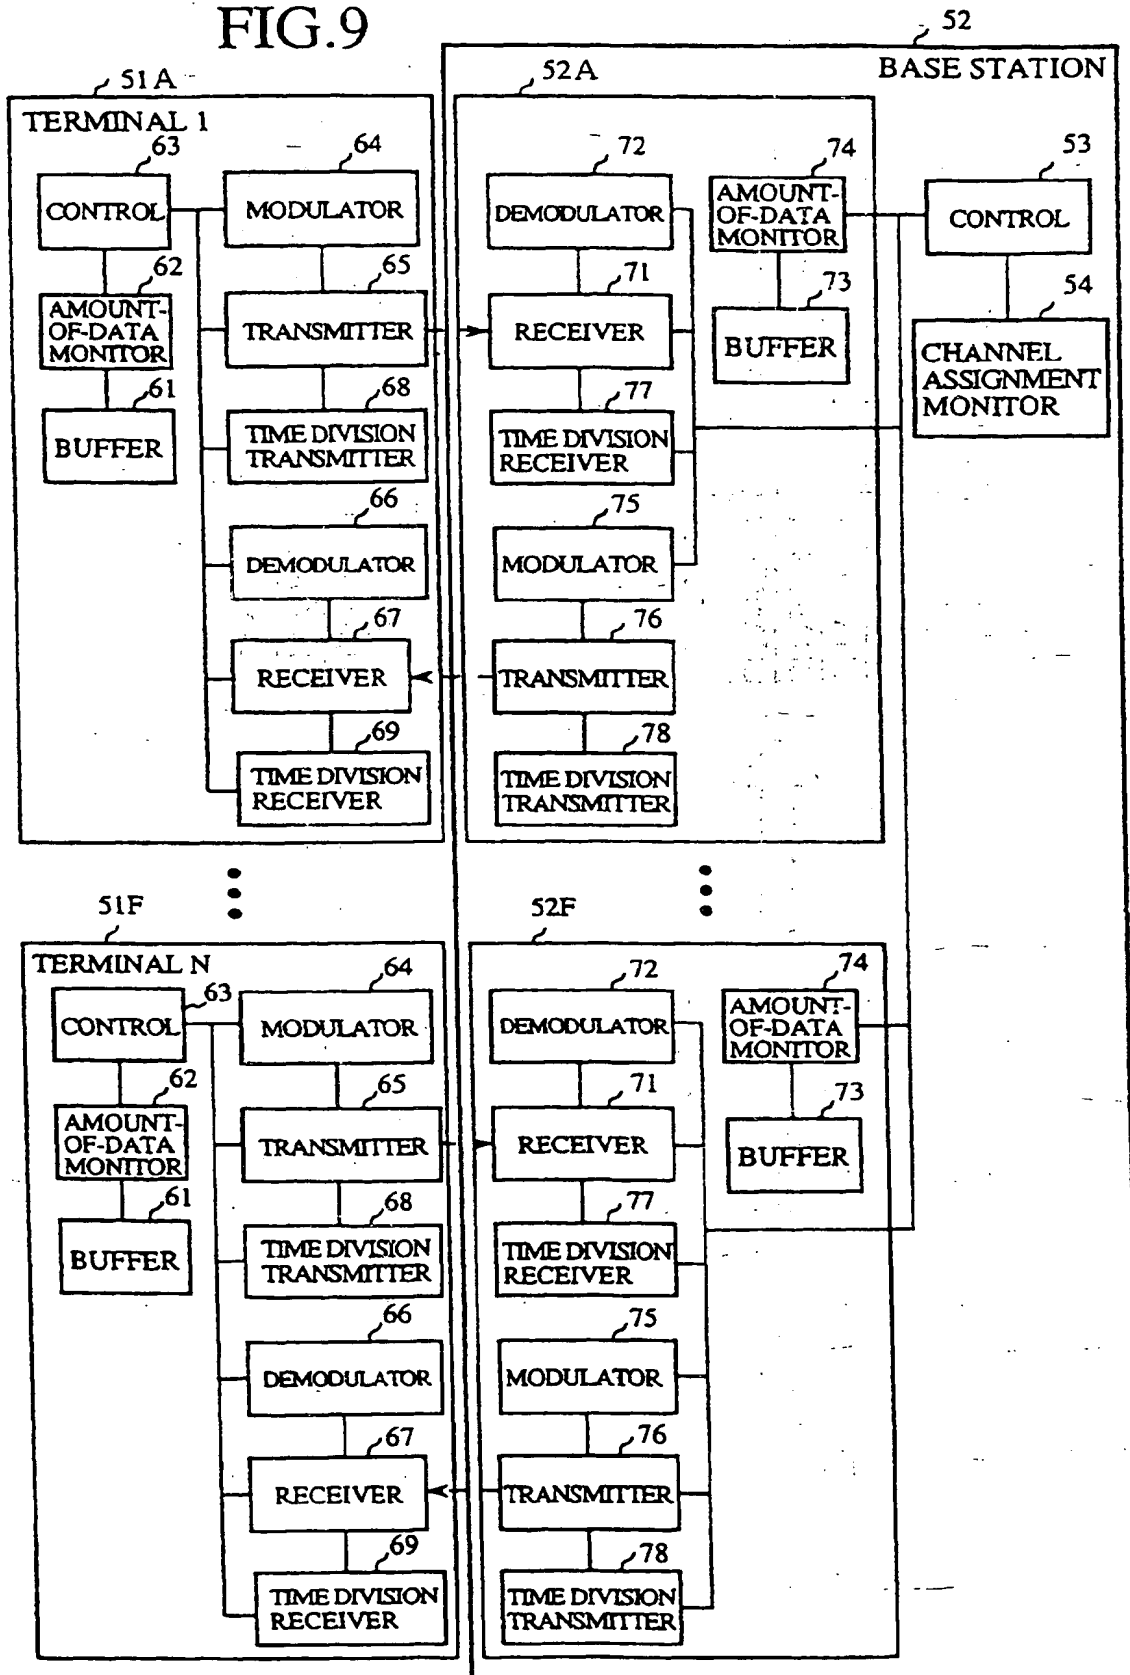 FIG.9
52
BASE STATION
51A
TERMINAL 1
63
CONTROL
64
MODULATOR
62
AMOUNT-
OF-DATA
MONITOR
65
TRANSMITTER
61
BUFFER
68
TIME DIVISION
TRANSMITTER
66
DEMODULATOR
67
RECEIVER
69
TIME DIVISION
RECEIVER
52A
72
DEMODULATOR
74
AMOUNT-
OF-DATA
MONITOR
71
RECEIVER
73
BUFFER
77
TIME DIVISION
RECEIVER
75
MODULATOR
76
TRANSMITTER
78
TIME DIVISION
TRANSMITTER
53
CONTROL
54
CHANNEL
ASSIGNMENT
MONITOR
51F
TERMINAL N
63
CONTROL
64
MODULATOR
62
AMOUNT-
OF-DATA
MONITOR
65
TRANSMITTER
61
BUFFER
68
TIME DIVISION
TRANSMITTER
66
DEMODULATOR
67
RECEIVER
69
TIME DIVISION
RECEIVER
52F
72
DEMODULATOR
74
AMOUNT-
OF-DATA
MONITOR
71
RECEIVER
73
BUFFER
77
TIME DIVISION
RECEIVER
75
MODULATOR
76
TRANSMITTER
78
TIME DIVISION
TRANSMITTER